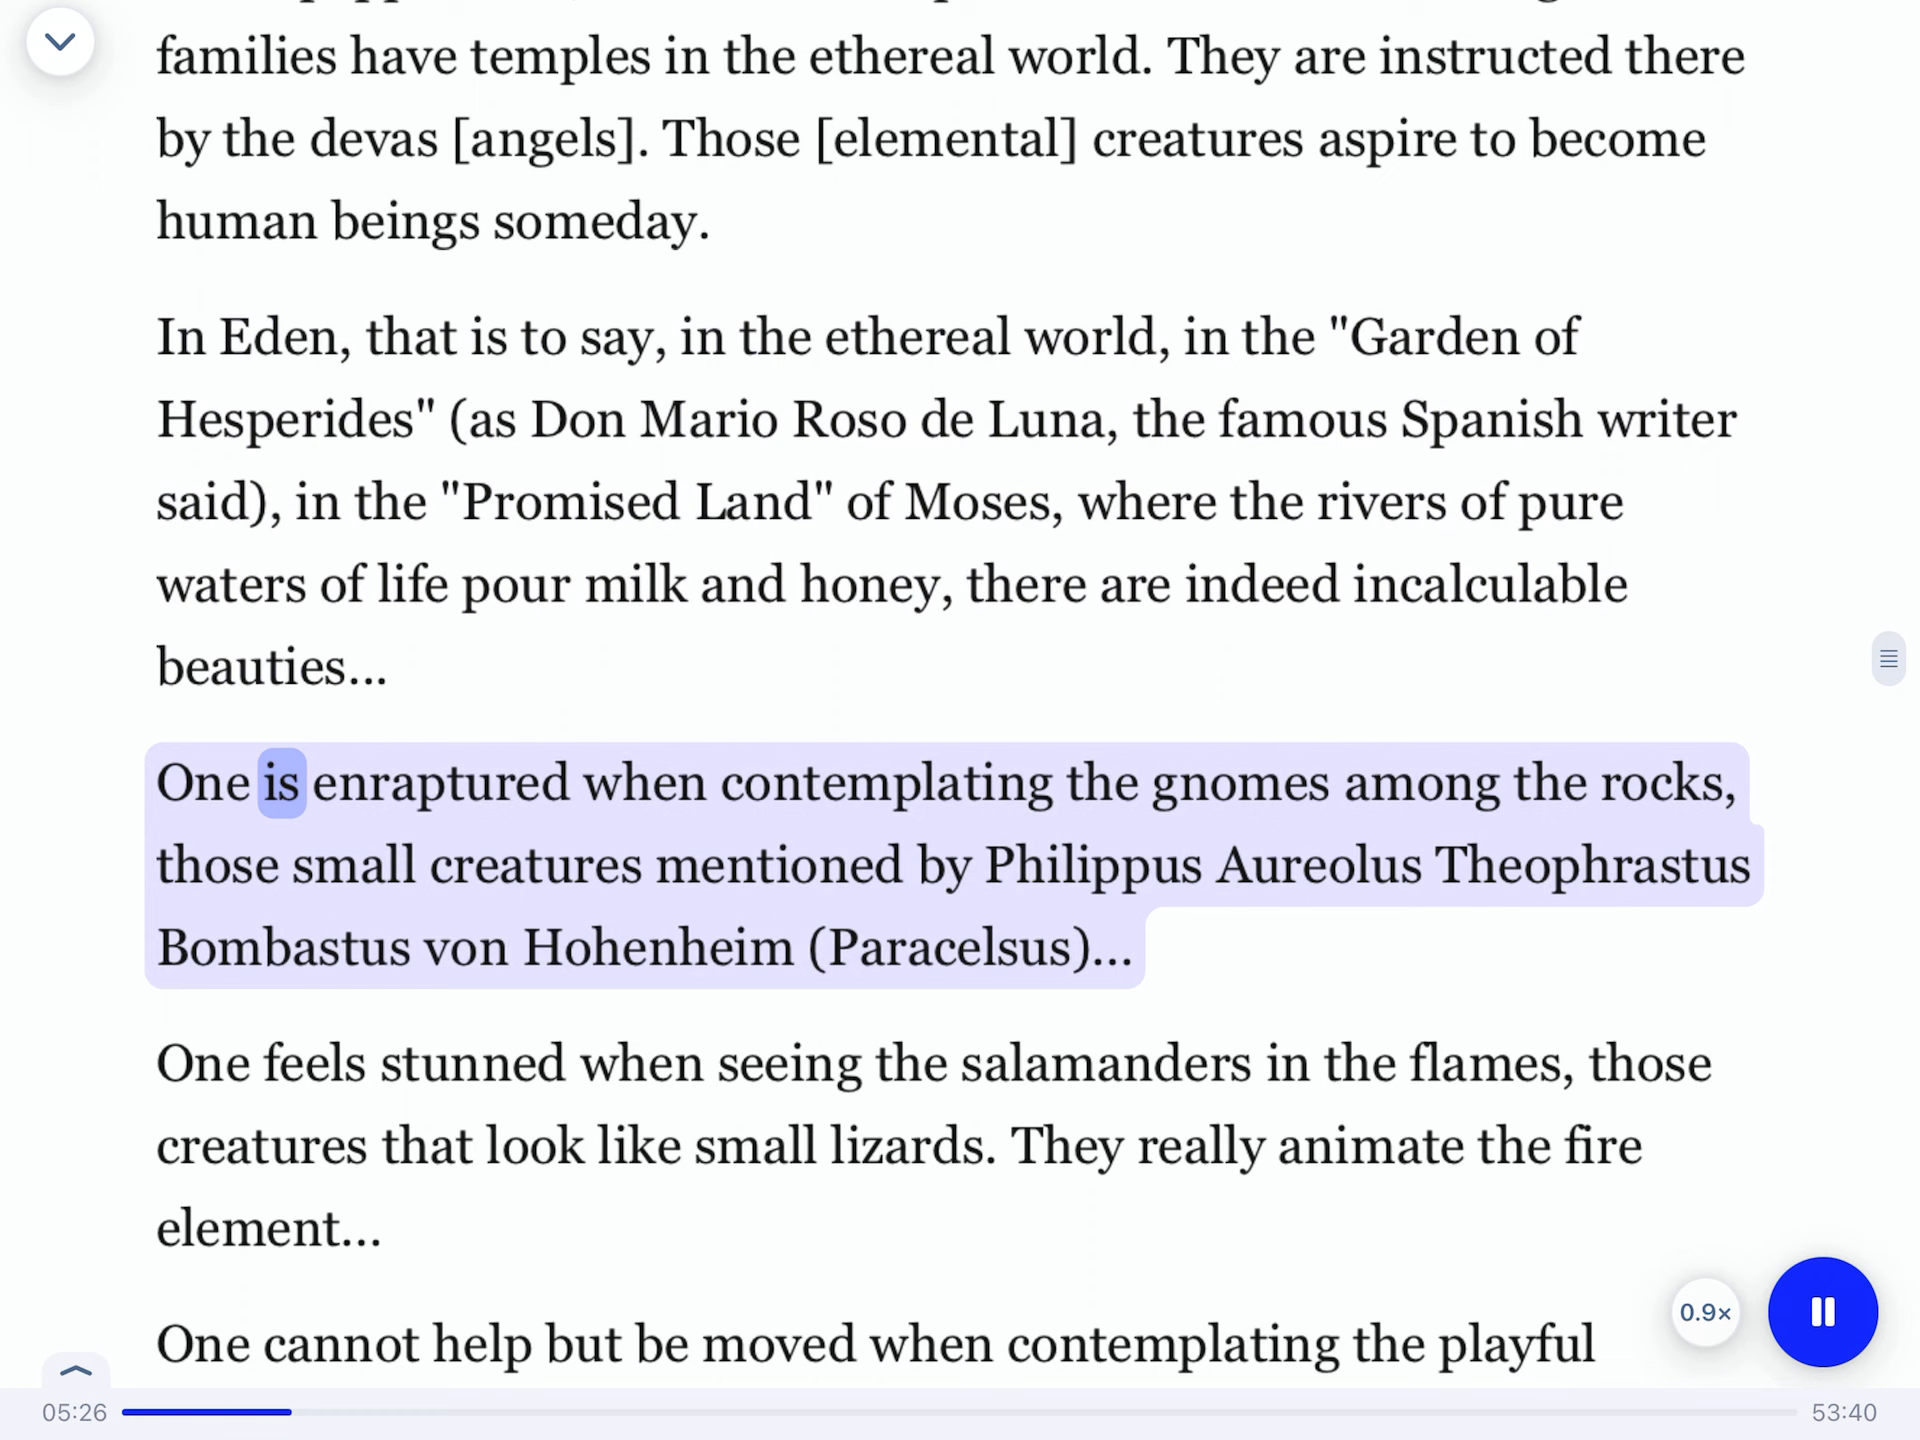 families have temples in the ethereal world. They are instructed there
by the devas [angels]. Those [elemental] creatures aspire to become
human beings someday.
In Eden, that is to say, in the ethereal world, in the "Garden of
Hesperides" (as Don Mario Roso de Luna, the famous Spanish writer
said), in the "Promised Land" of Moses, where the rivers of pure
waters of life pour milk and honey, there are indeed incalculable
beauties...
One is enraptured when contemplating the gnomes among the rocks,
those small creatures mentioned by Philippus Aureolus Theophrastus
Bombastus von Hohenheim (Paracelsus)...
One feels stunned when seeing the salamanders in the flames, those
creatures that look like small lizards. They really animate the fire
element...
One cannot help but be moved when contemplating the playful
0.9×
05:26
53:40